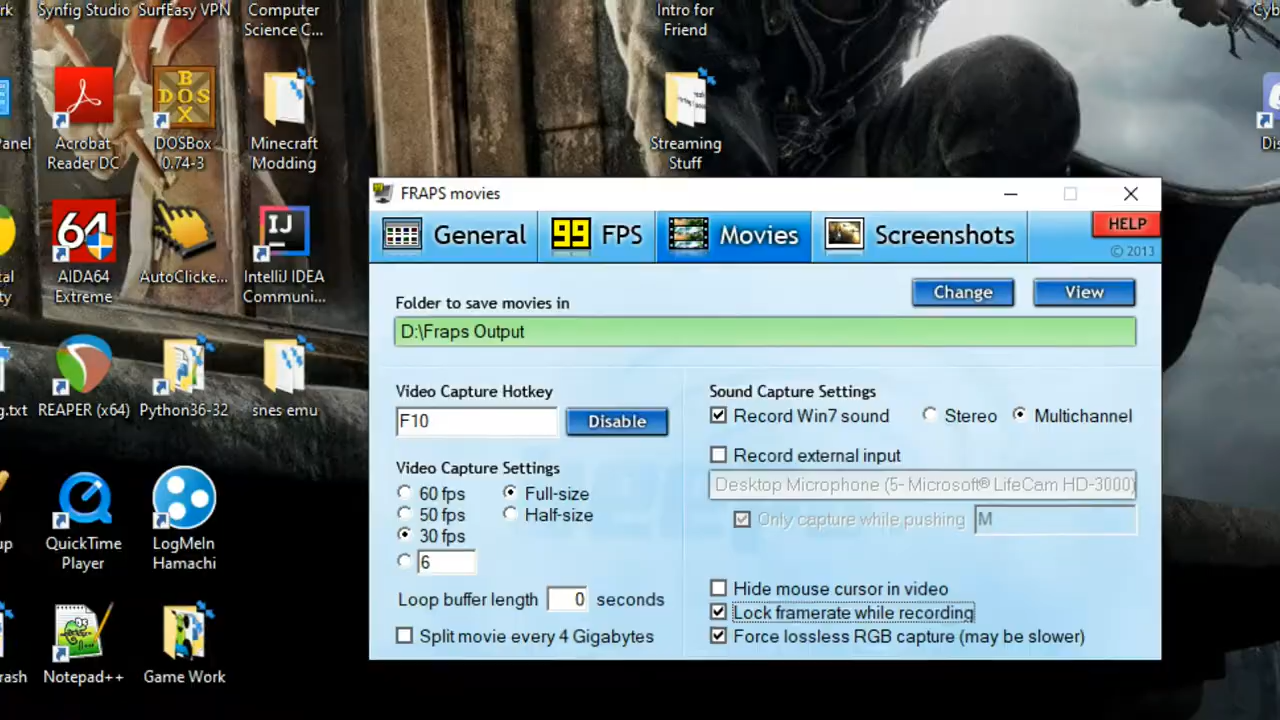 Synfig Studio
SurfEasy VPN
Computer
Science C...
Intro for
Friend
Acrobat
Reader DC
BOX
DOS
DOSBox
0.74-3
Minecraft
Modding
Streaming
Stuff
64
AIDA64
Extreme
AutoClicke...
IJ
IntelliJ IDEA
Communi...
REAPER (x64)
Python36-32
snes emu
QuickTime
Player
LogMeIn
Hamachi
Notepad++
Game Work
FRAPS movies
General
99 FPS
Movies
Screenshots
HELP
© 2013
Folder to save movies in
Change
View
D:\Fraps Output
Video Capture Hotkey
F10
Disable
Video Capture Settings
60 fps
Full-size
50 fps
Half-size
30 fps
6
Loop buffer length 0 seconds
Split movie every 4 Gigabytes
Sound Capture Settings
Record Win7 sound
Stereo
Multichannel
Record external input
Desktop Microphone (5- Microsoft® LifeCam HD-3000)
Only capture while pushing
M
Hide mouse cursor in video
Lock framerate while recording
Force lossless RGB capture (may be slower)